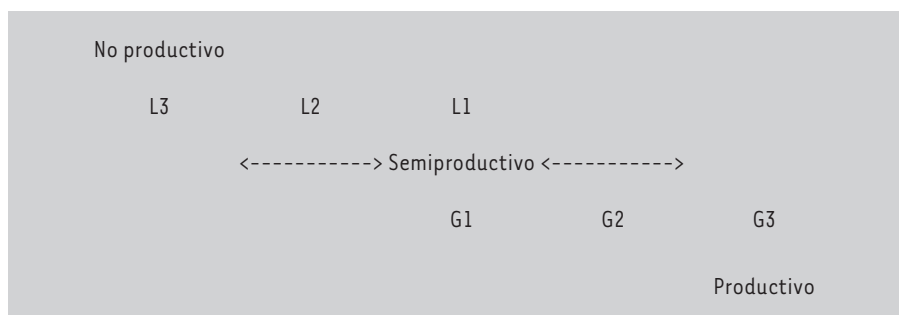 No productivo
L3 L2 L1
<-----------> Semiproductivo <----------->
G1 G2 G3
Productivo